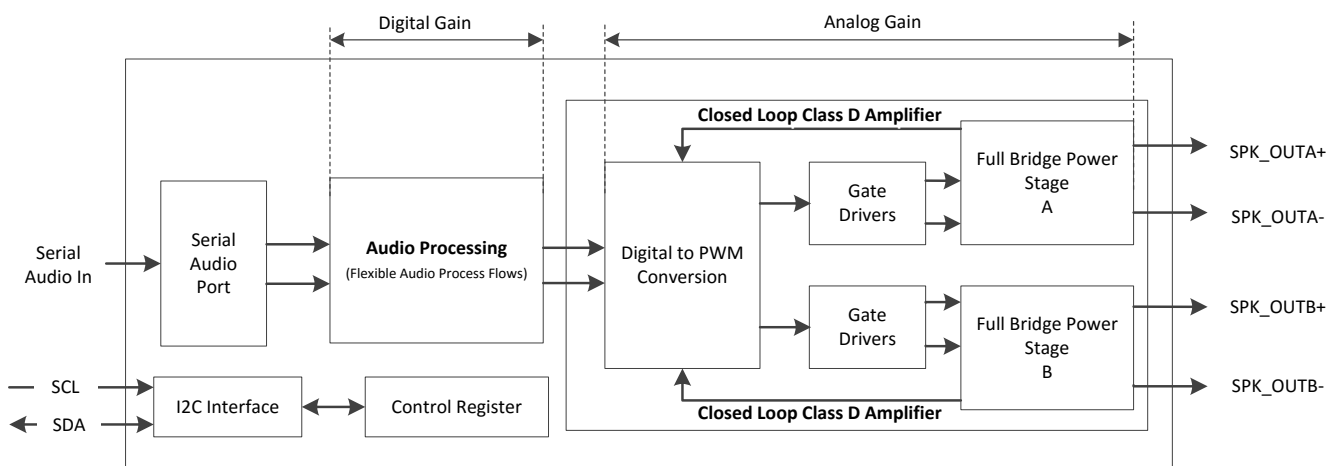 Digital Gain
Analog Gain
Closed Loop Class D Amplifier
Serial
Audio In
Serial
Audio
Port
Audio Processing
(Flexible Audio Process Flows)
Digital to PWM
Conversion
Gate
Drivers
Full Bridge Power
Stage
A
SPK_OUTA+
SPK_OUTA-
Gate
Drivers
Full Bridge Power
Stage
B
SPK_OUTB+
SPK_OUTB-
SCL
SDA
I2C Interface
Control Register
Closed Loop Class D Amplifier